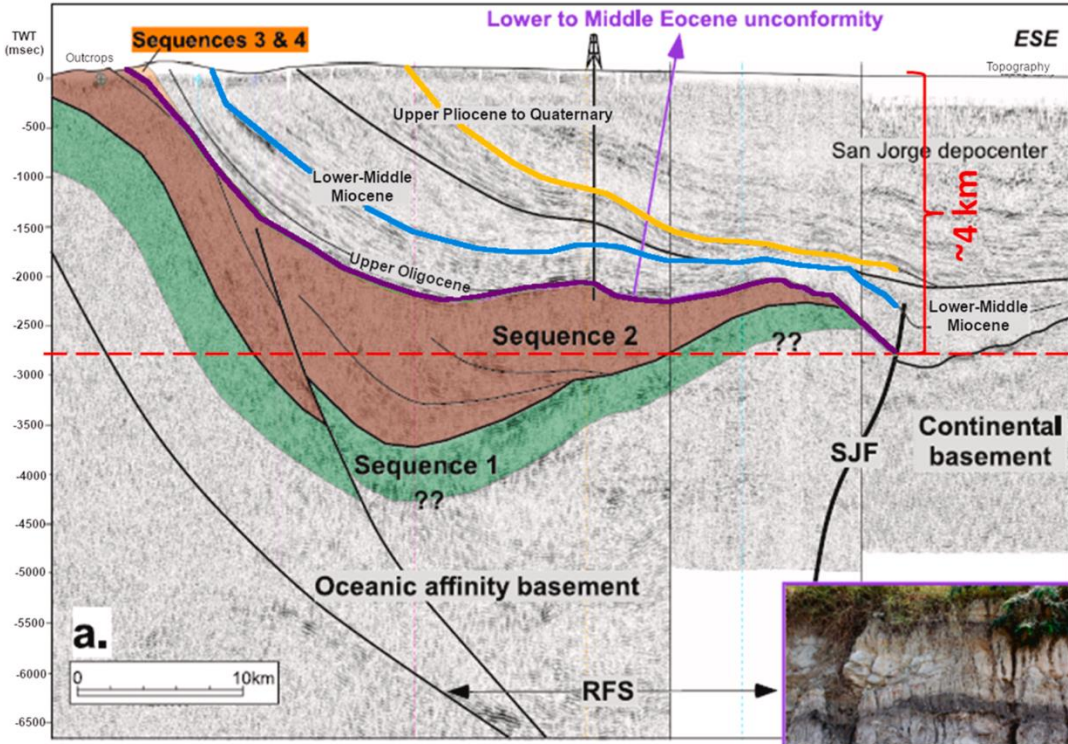 Lower to Middle Eocene unconformity
TWT
(msec)
Sequences 3 & 4
ESE
Outcrops
Topography
0
-500
-1000
-1500
-2000
-2500
-3000
-3500
-4000
-4500
-5000
-5500
-6000
-6500
Upper Pliocene to Quaternary
San Jorge depocenter
~4 km
Lower-Middle
Miocene
Upper Oligocene
Lower-Middle
Miocene
Sequence 2
??
Sequence 1
??
SJF
Continental
basement
Oceanic affinity basement
a.
0
10km
RFS